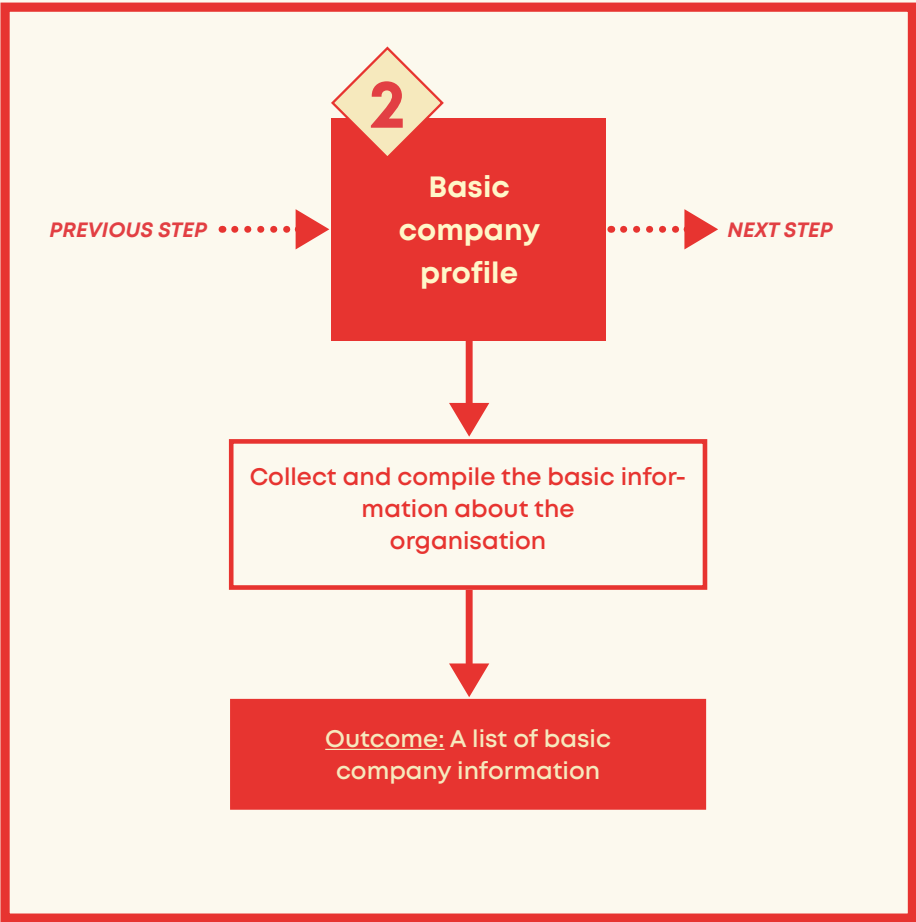 2
Basic
company
profile
PREVIOUS STEP
NEXT STEP
Collect and compile the basic infor-
mation about the
organisation
Outcome: A list of basic
company information